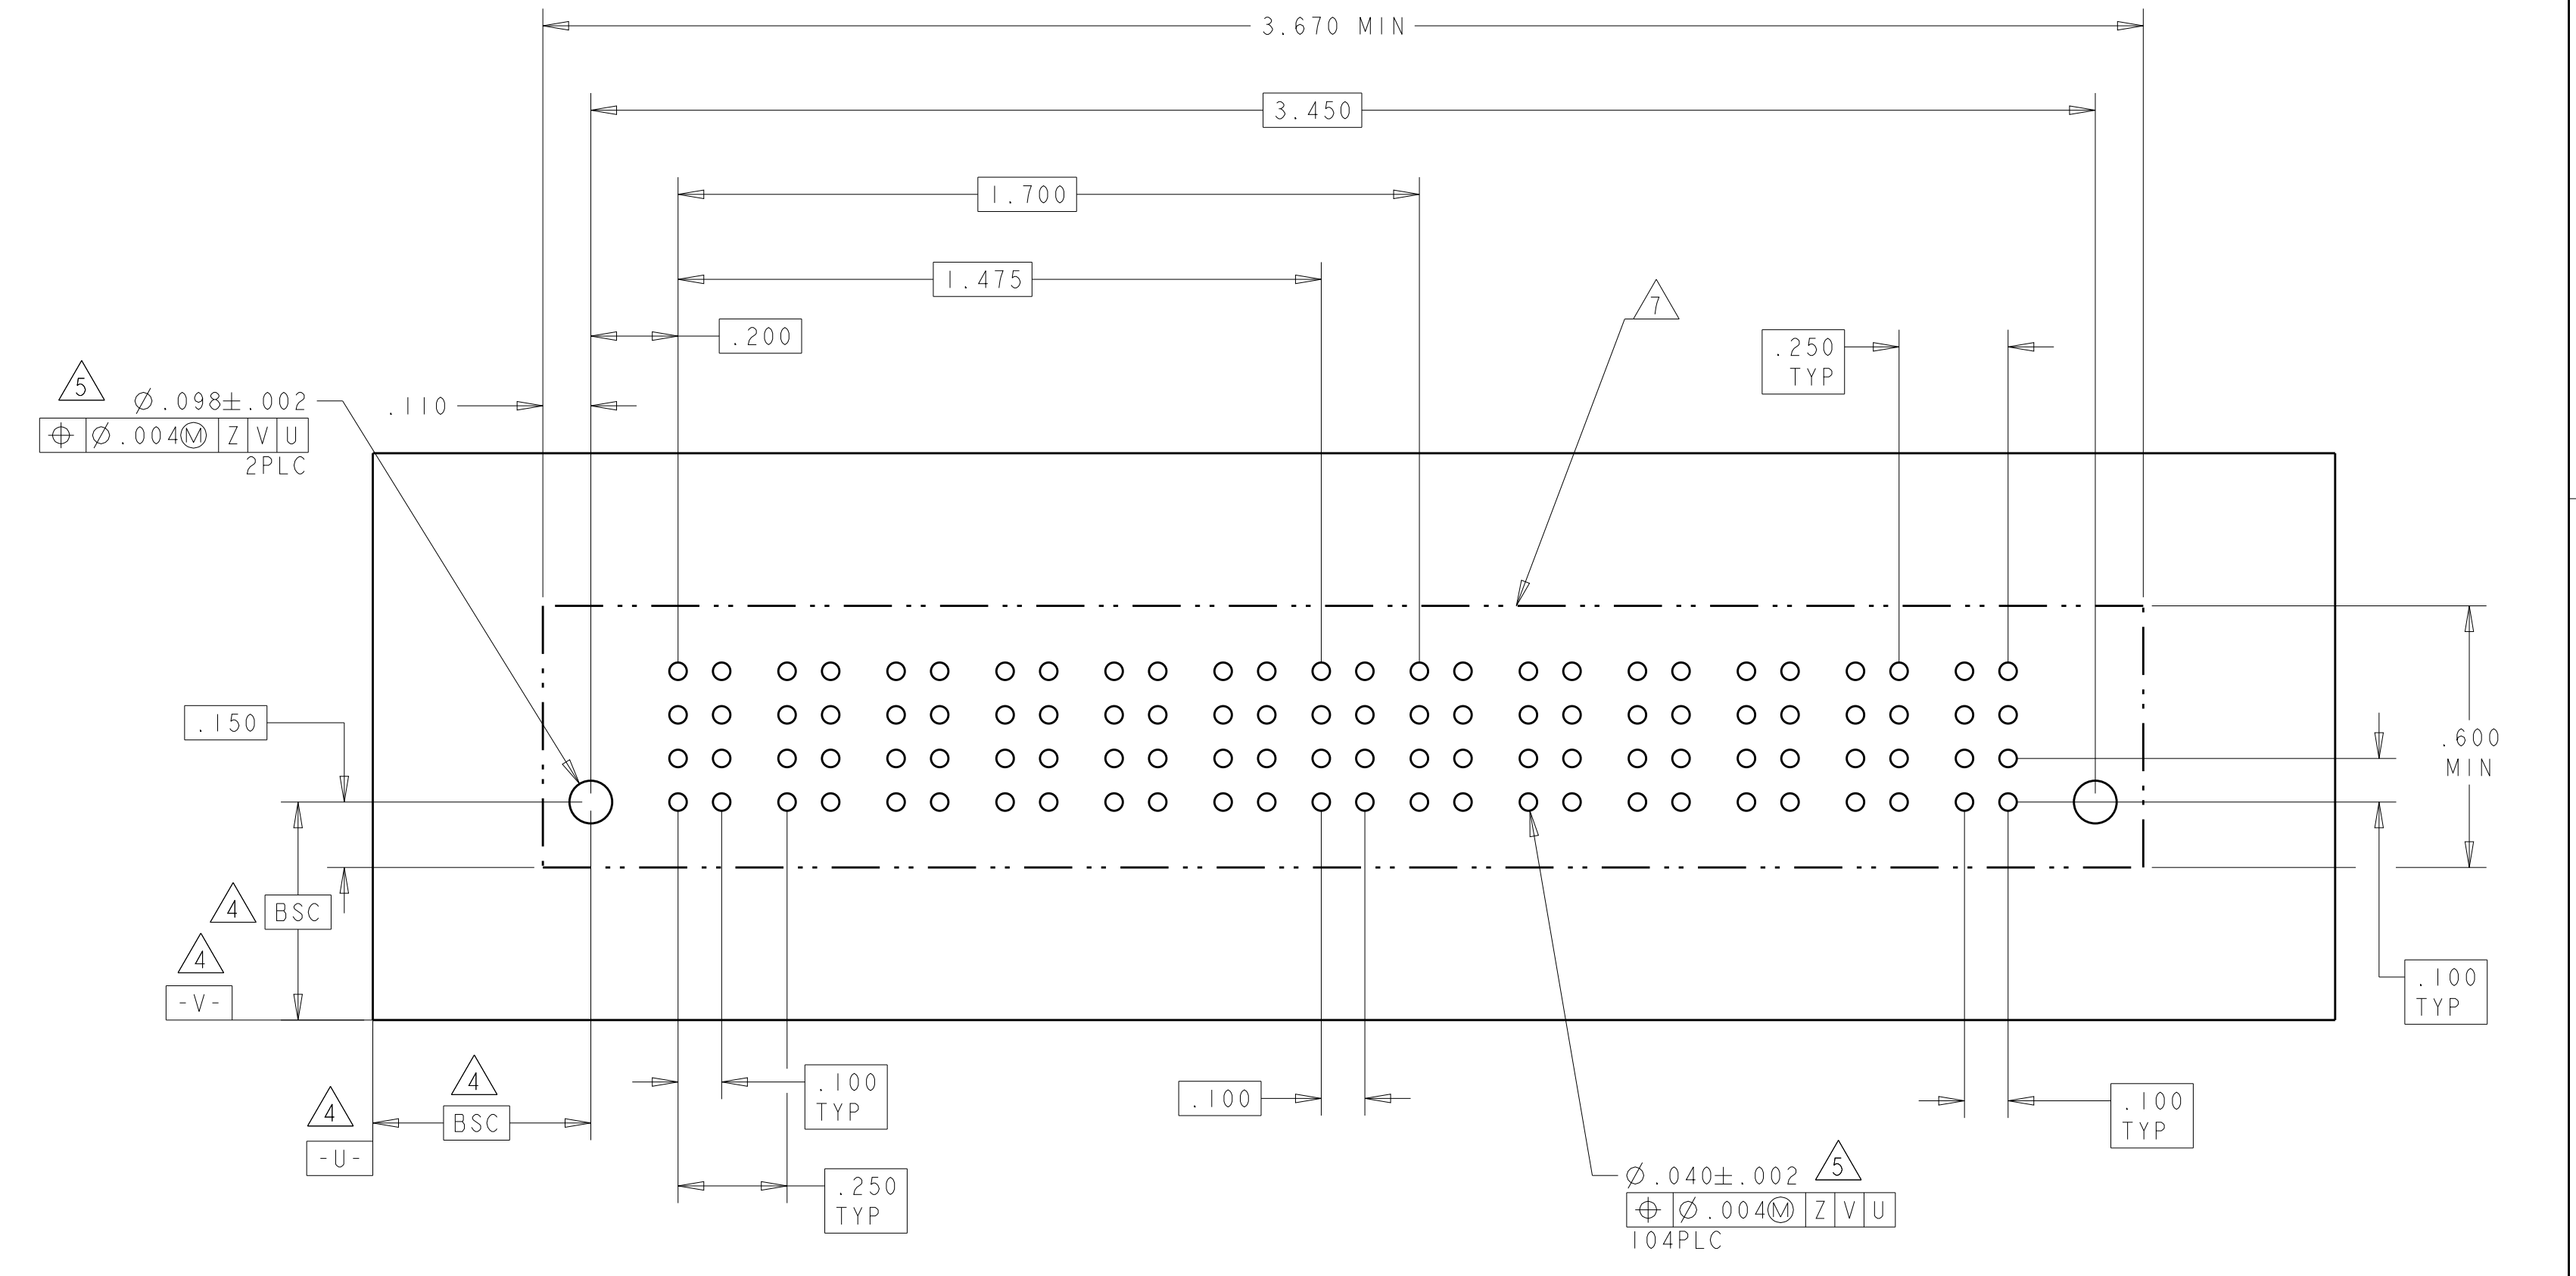 3.670 MIN
3.450
1.700
1.475
7
.200
.250
TYP
5
Ø.098±.002
⌖ Ø.004Ⓜ Z V U
2PLC
.110
.150
.600
MIN
4
BSC
4
-V-
.100
TYP
4
BSC
4
-U-
.100
TYP
.250
TYP
.100
.100
TYP
Ø.040±.002 5
⌖ Ø.004Ⓜ Z V U
104PLC